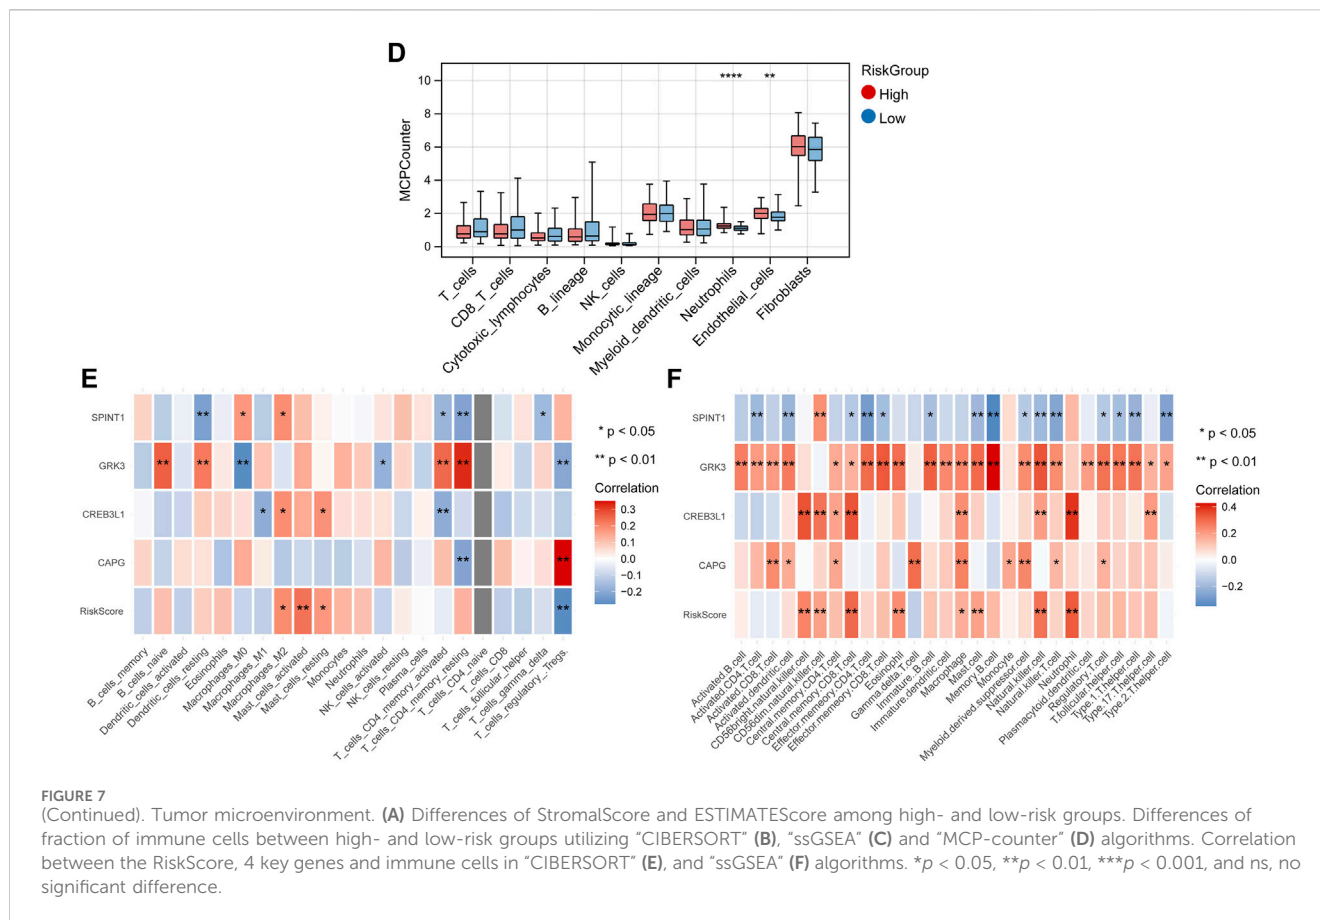 D
MCPCounter
10
8
6
4
2
0
****
**
RiskGroup
High
Low
T_cells
CD8_T_cells
Cytotoxic_lymphocytes
B_lineage
NK_cells
Monocytic_lineage
Myeloid_dendritic_cells
Neutrophils
Endothelial_cells
Fibroblasts
E
SPINT1
GRK3
CREB3L1
CAPG
RiskScore
** * * * ** *
** ** ** * ** ** **
* * * **
** **
* ** * **
B_cells_memory
B_cells_naive
Dendritic_cells_activated
Dendritic_cells_resting
Eosinophils
Macrophages_M0
Macrophages_M1
Macrophages_M2
Mast_cells_activated
Mast_cells_resting
Monocytes
Neutrophils
NK_cells_activated
NK_cells_resting
Plasma_cells
T_cells_CD4_memory_activated
T_cells_CD4_memory_resting
T_cells_CD4_naive
T_cells_CD8
T_cells_follicular_helper
T_cells_gamma_delta
T_cells_regulatory_Tregs.
* p < 0.05
** p < 0.01
Correlation
0.3
0.2
0.1
0.0
−0.1
−0.2
F
SPINT1
GRK3
CREB3L1
CAPG
RiskScore
** ** ** * ** * * ** ** * ** ** * * ** **
** ** ** ** * * ** ** ** ** ** ** ** ** ** ** * ** ** ** ** * *
** ** * ** ** ** ** **
** * * ** ** * ** * *
** ** ** ** * ** ** **
Activated.B.cell
Activated.CD4.T.cell
Activated.CD8.T.cell
Activated.dendritic.cell
CD56bright.natural.killer.cell
CD56dim.natural.killer.cell
Central.memory.CD4.T.cell
Central.memory.CD8.T.cell
Effector.memeory.CD4.T.cell
Effector.memeory.CD8.T.cell
Eosinophil
Gamma.delta.T.cell
Immature..B.cell
Immature.dendritic.cell
Macrophage
Mast.cell
Memory.B.cell
Monocyte
Myeloid.derived.suppressor.cell
Natural.killer.cell
Natural.killer.T.cell
Neutrophil
Plasmacytoid.dendritic.cell
Regulatory.T.cell
T.follicular.helper.cell
Type.1.T.helper.cell
Type.17.T.helper.cell
Type.2.T.helper.cell
* p < 0.05
** p < 0.01
Correlation
0.4
0.2
0.0
−0.2
FIGURE 7
(Continued). Tumor microenvironment. (A) Differences of StromalScore and ESTIMATEScore among high- and low-risk groups. Differences of
fraction of immune cells between high- and low-risk groups utilizing “CIBERSORT” (B), “ssGSEA” (C) and “MCP-counter” (D) algorithms. Correlation
between the RiskScore, 4 key genes and immune cells in “CIBERSORT” (E), and “ssGSEA” (F) algorithms. *p < 0.05, **p < 0.01, ***p < 0.001, and ns, no
significant difference.